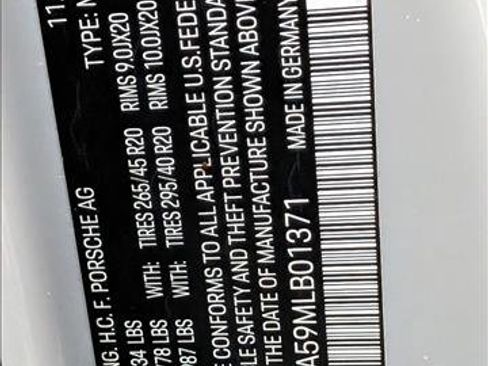 11.
NG. H.C. F. PORSCHE AG TYPE: M
34 LBS WITH: TIRES 265/45 R20 RIMS 9.0JX20
778 LBS WITH: TIRES 295/40 R20 RIMS 10.0JX20
987 LBS
E CONFORMS TO ALL APPLICABLE U.S. FEDE
LE SAFETY AND THEFT PREVENTION STANDA
DATE OF MANUFACTURE SHOWN ABOV
A59MLB01371 MADE IN GERMANY